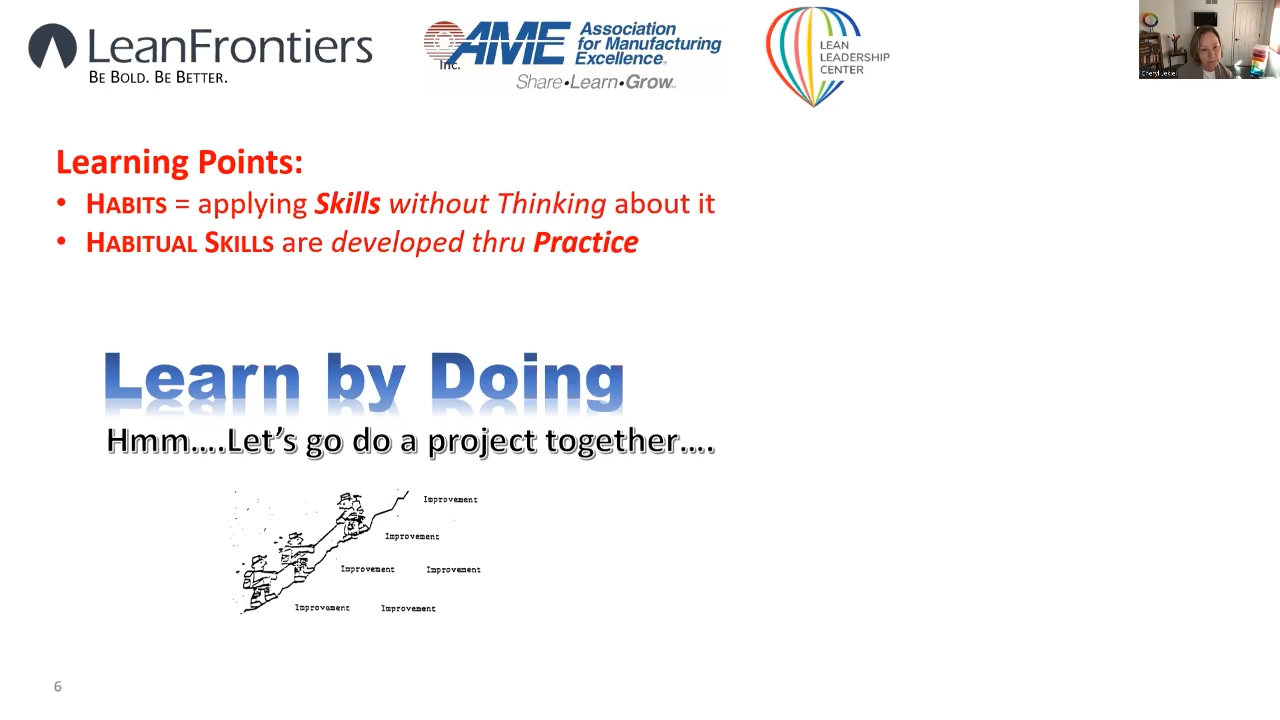 LeanFrontiers
BE BOLD. BE BETTER.
AME
Inc.
Association
for Manufacturing
Excellence
Share•Learn•Grow
LEAN
LEADERSHIP
CENTER
Learning Points:
• HABITS = applying Skills without Thinking about it
• HABITUAL SKILLS are developed thru Practice
Learn by Doing
Hmm....Let's go do a project together....
Improvement
Improvement
Improvement Improvement
Improvement Improvement
6